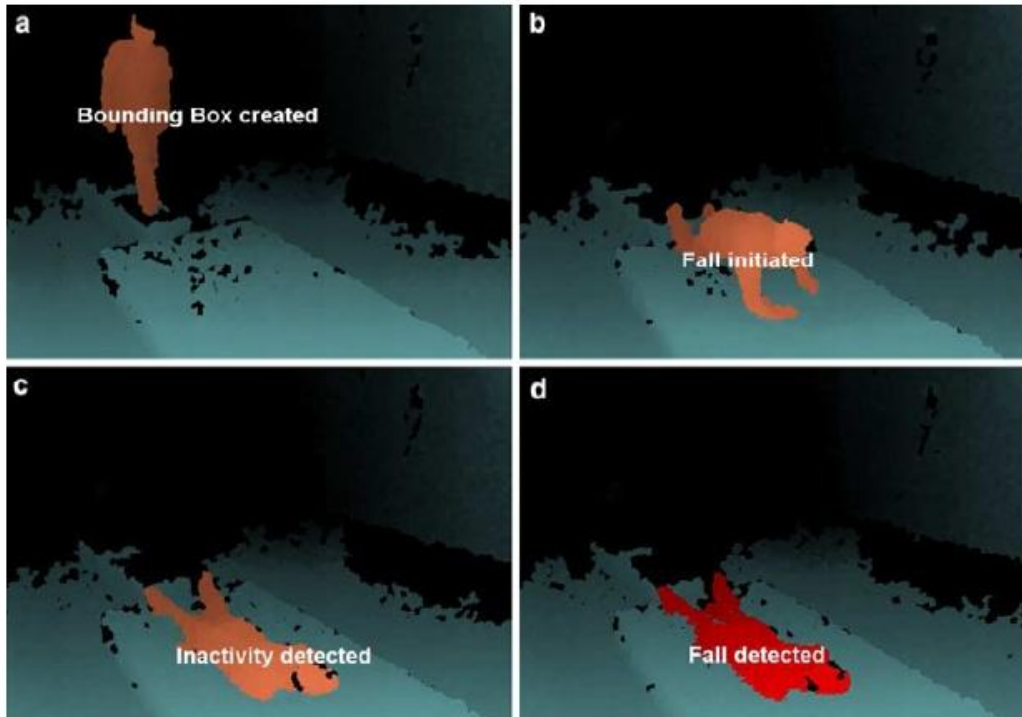 a
Bounding Box created
b
Fall initiated
c
Inactivity detected
d
Fall detected